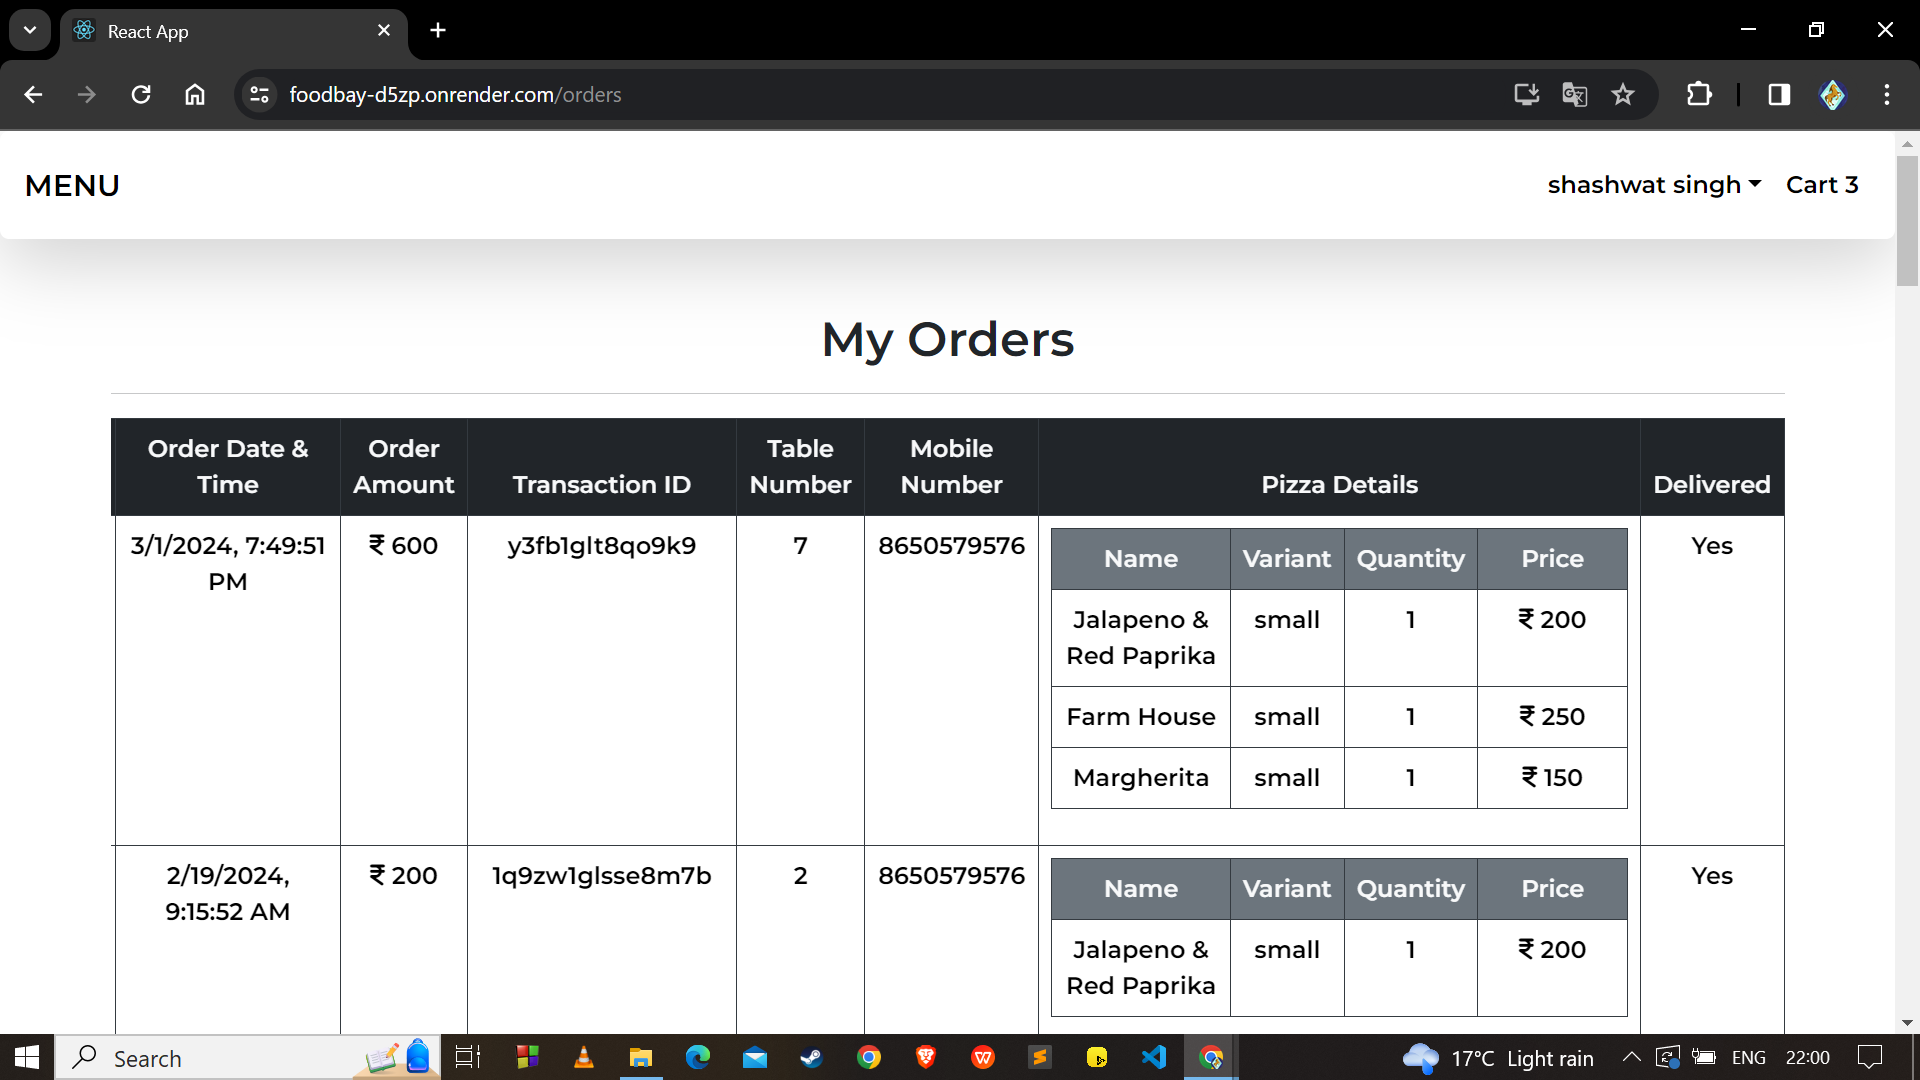 React App
foodbay-d5zp.onrender.com/orders
MENU
shashwat singh
Cart 3
My Orders
Order Date &
Time
Order
Amount
Transaction ID
Table
Number
Mobile
Number
Pizza Details
Delivered
3/1/2024, 7:49:51
PM
₹ 600
y3fb1glt8qo9k9
7
8650579576
Name Variant Quantity Price
Jalapeno &
Red Paprika
small 1 ₹ 200
Farm House small 1 ₹ 250
Margherita small 1 ₹ 150
Yes
2/19/2024,
9:15:52 AM
₹ 200
1q9zw1glsse8m7b
2
8650579576
Name Variant Quantity Price
Jalapeno &
Red Paprika
small 1 ₹ 200
Yes
Search
17°C Light rain
ENG
22:00